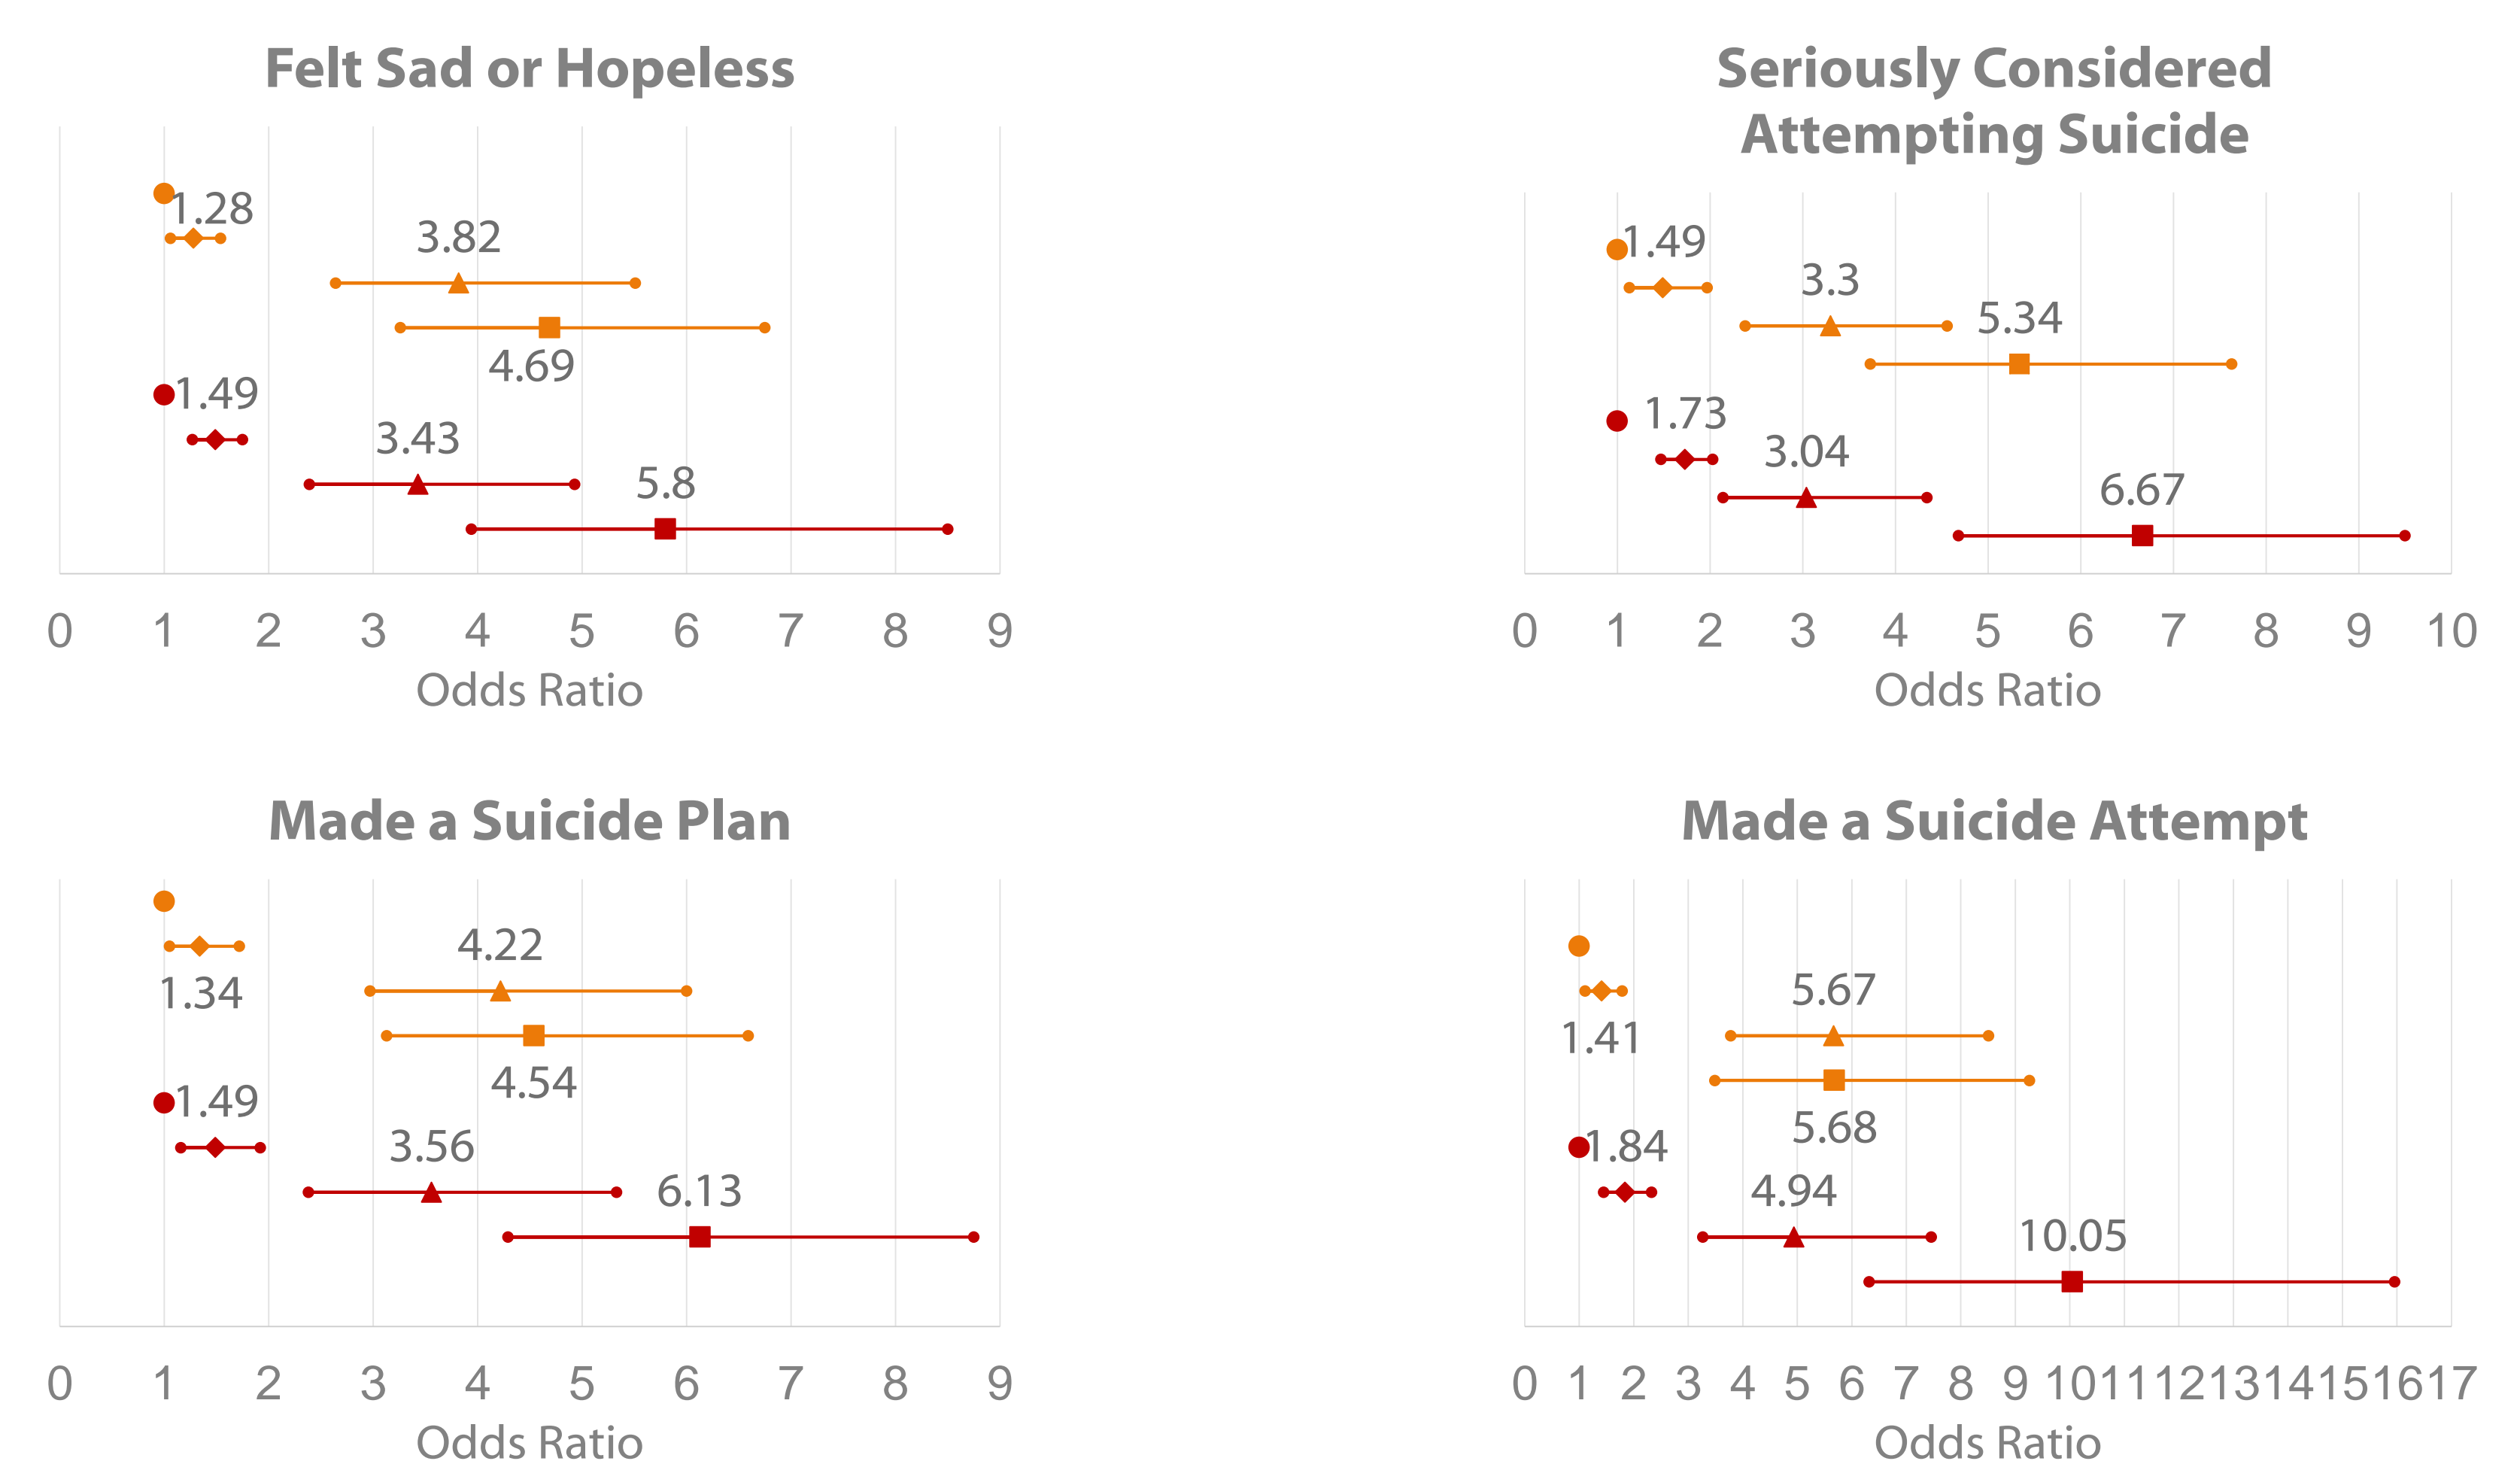 Felt Sad or Hopeless
1.28
3.82
4.69
1.49
3.43
5.8
0 1 2 3 4 5 6 7 8 9
Odds Ratio
Seriously Considered
Attempting Suicide
1.49
3.3
5.34
1.73
3.04
6.67
0 1 2 3 4 5 6 7 8 9 10
Odds Ratio
Made a Suicide Plan
4.22
1.34
4.54
1.49
3.56
6.13
0 1 2 3 4 5 6 7 8 9
Odds Ratio
Made a Suicide Attempt
5.67
1.41
5.68
1.84
4.94
10.05
0 1 2 3 4 5 6 7 8 9 10 11 12 13 14 15 16 17
Odds Ratio